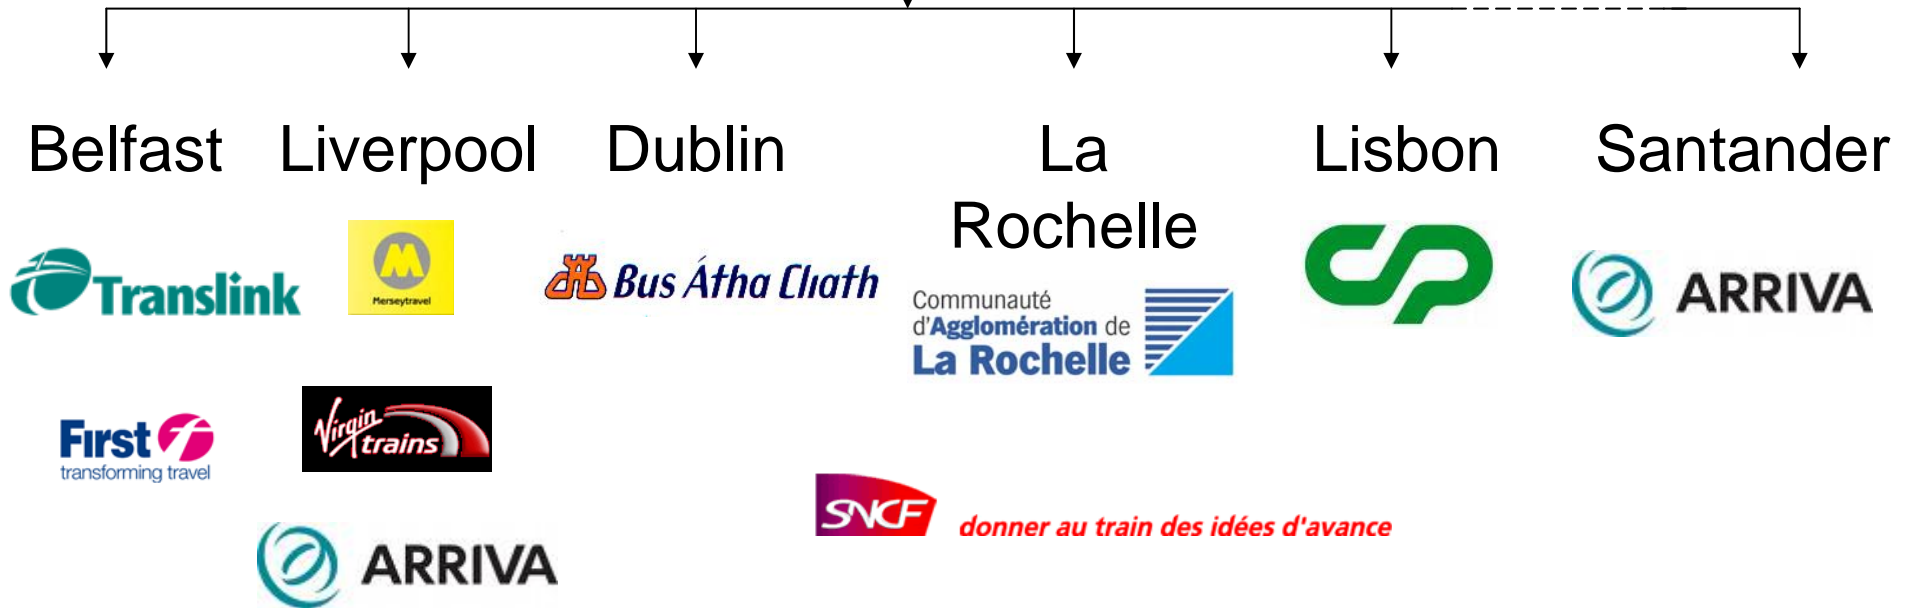 Belfast
Liverpool
Dublin
La
Rochelle
Lisbon
Santander
Translink
M
Merseytravel
Bus Átha Cliath
Communauté
d'Agglomération de
La Rochelle
CP
ARRIVA
First f
transforming travel
Virgin
trains
SNCF
donner au train des idées d'avance
ARRIVA